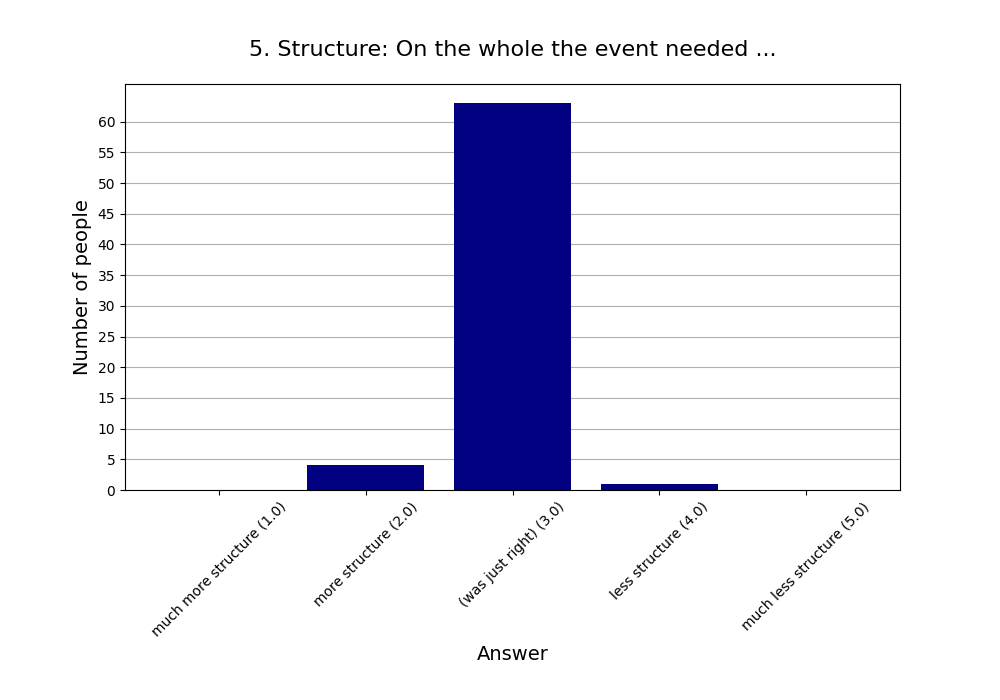 5. Structure: On the whole the event needed ...
Number of people
60
55
50
45
40
35
30
25
20
15
10
5
0
much more structure (1.0)
more structure (2.0)
(was just right) (3.0)
less structure (4.0)
much less structure (5.0)
Answer